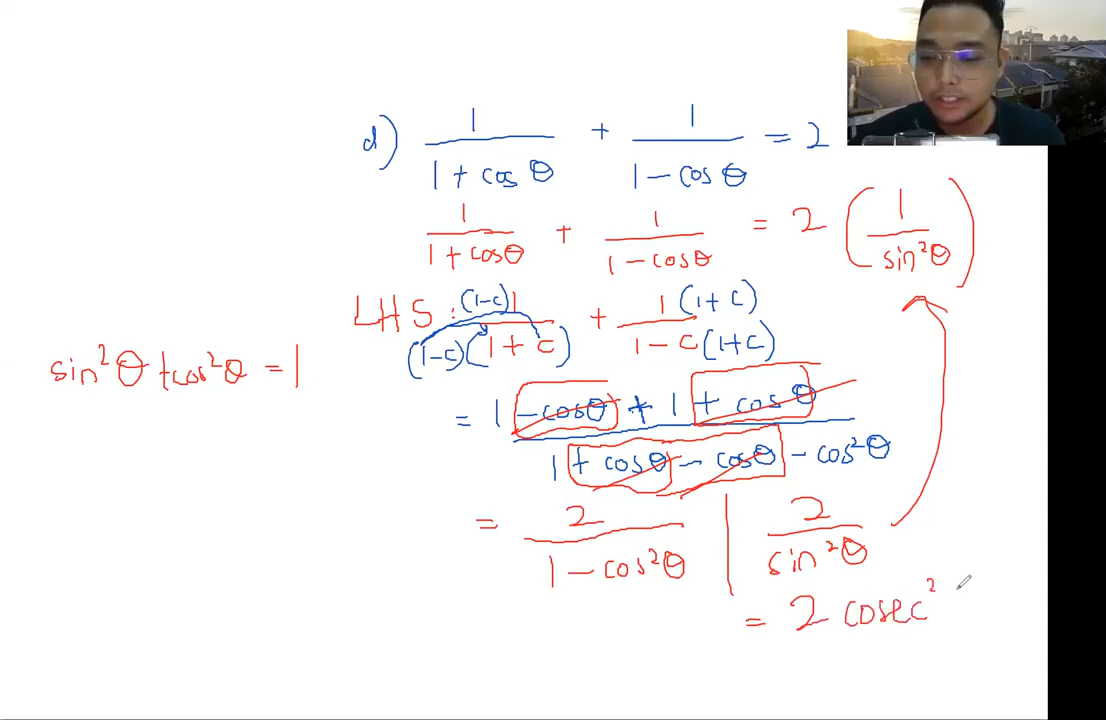 d) 1/(1 + cos θ) + 1/(1 − cos θ) = 2
1/(1 + cosθ) + 1/(1 − cosθ) = 2 (1/sin²θ)
LHS : (1-c) 1/((1-c)(1 + c)) + 1(1+c)/(1 − c(1+c))
sin²θ + cos²θ = 1
= (1 − cosθ + 1 + cosθ)/(1 + cosθ − cosθ − cos²θ)
= 2/(1 − cos²θ) | 2/sin²θ
= 2 cosec²